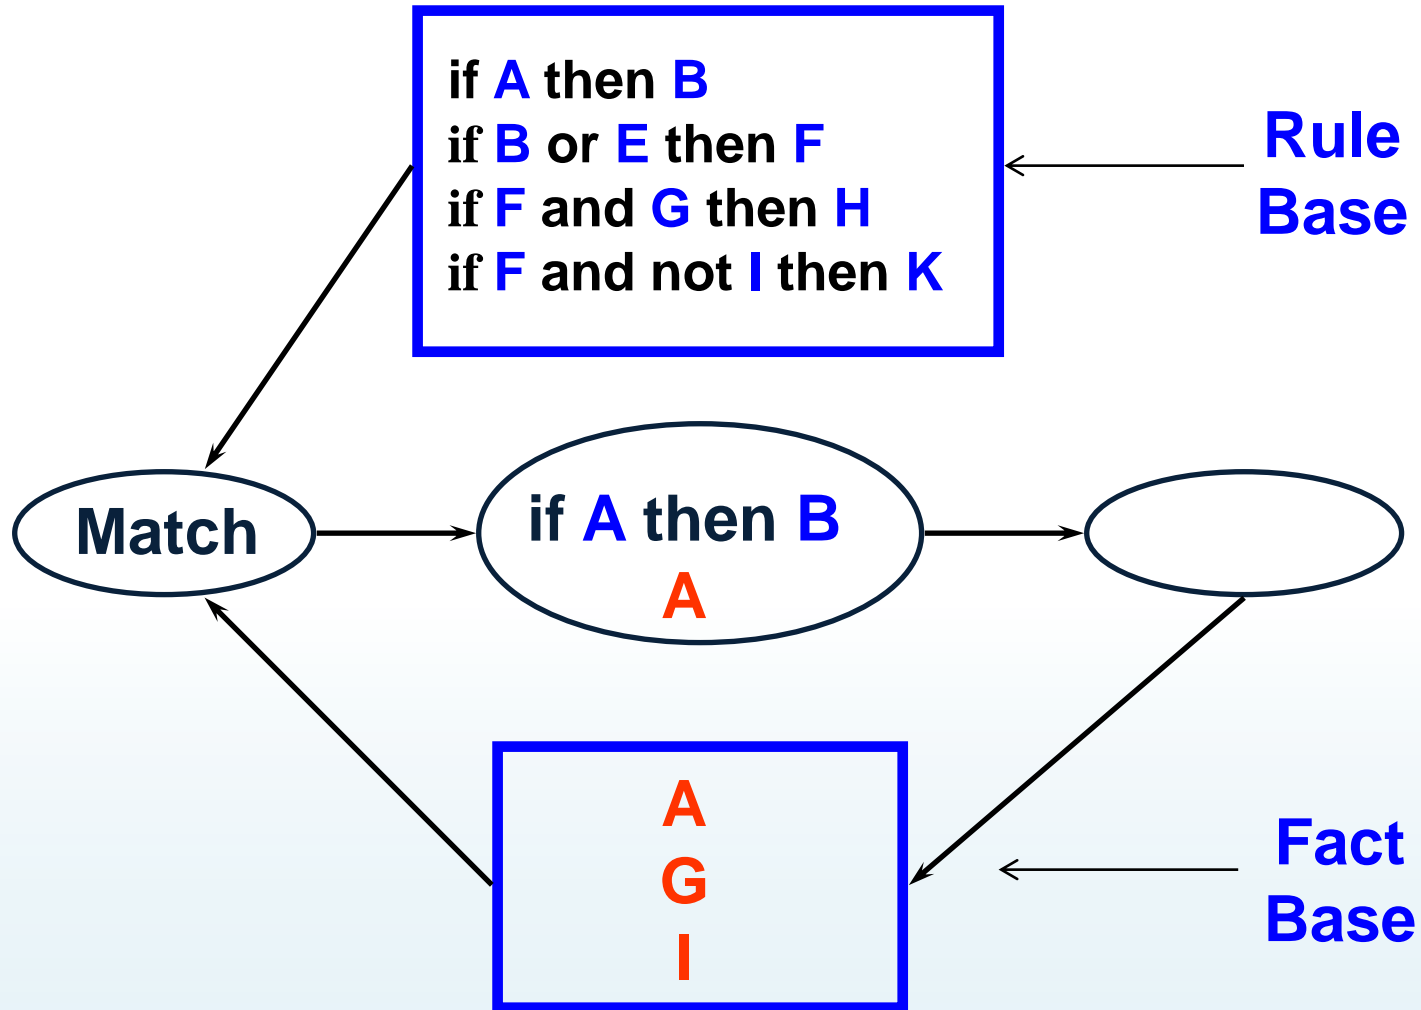 if A then B
if B or E then F
if F and G then H
if F and not I then K
Rule
Base
Match
if A then B
A
A
G
I
Fact
Base